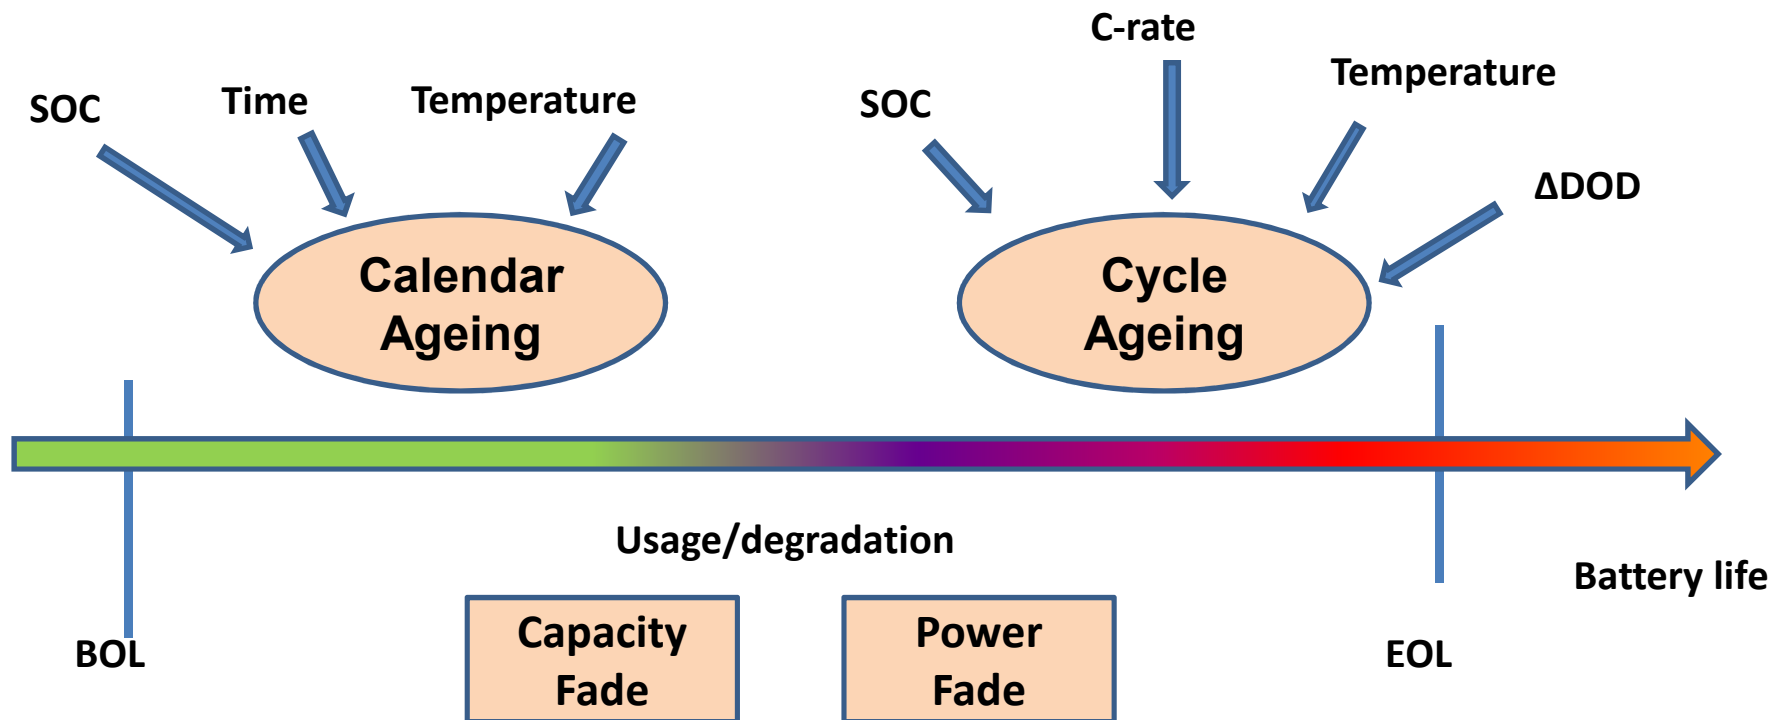 SOC
Time
Temperature
Calendar
Ageing
C-rate
SOC
Temperature
ΔDOD
Cycle
Ageing
Usage/degradation
Battery life
BOL
Capacity
Fade
Power
Fade
EOL